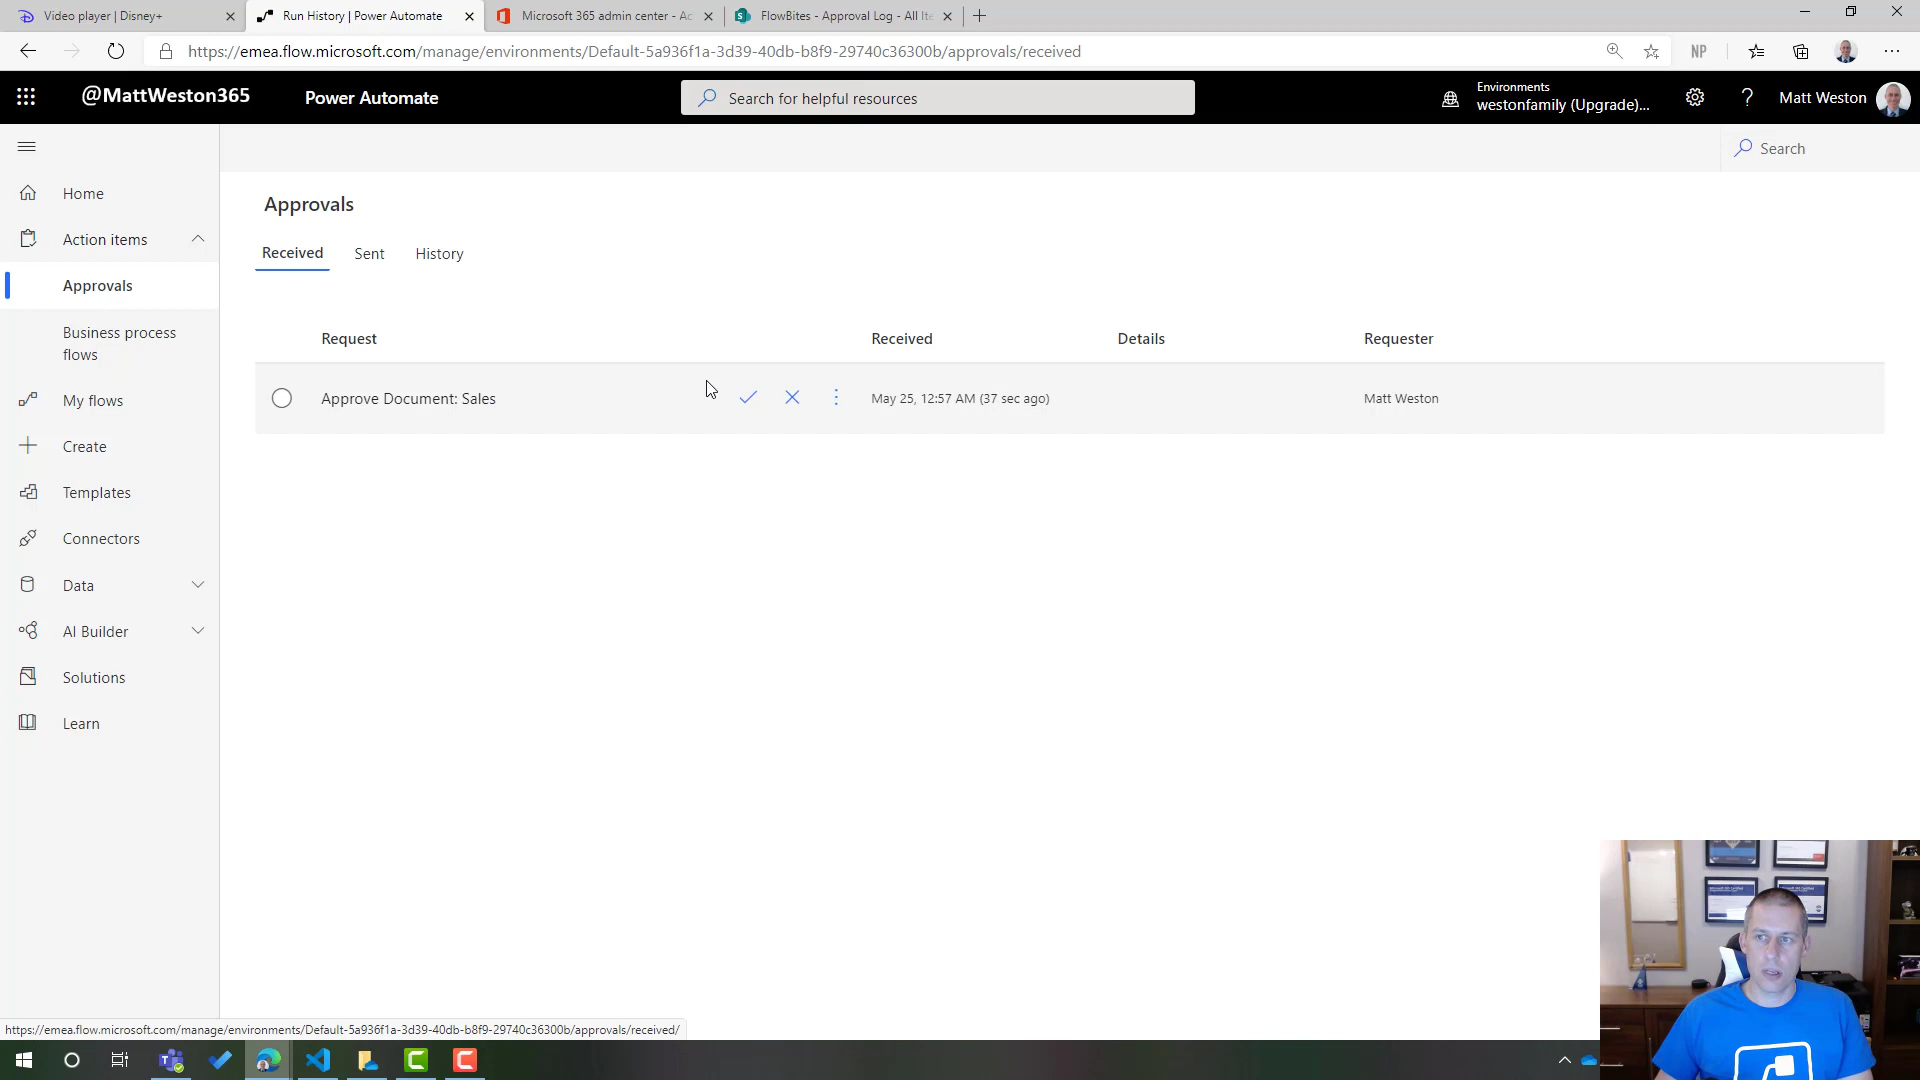 Video player | Disney+
Run History | Power Automate
Microsoft 365 admin center - Ac
FlowBites - Approval Log - All Ite
https://emea.flow.microsoft.com/manage/environments/Default-5a936f1a-3d39-40db-b8f9-29740c36300b/approvals/received
NP
@MattWeston365
Power Automate
Search for helpful resources
Environments
westonfamily (Upgrade)...
?
Matt Weston
Search
Home
Action items
Approvals
Business process
flows
My flows
Create
Templates
Connectors
Data
AI Builder
Solutions
Learn
Approvals
Received
Sent
History
Request
Received
Details
Requester
Approve Document: Sales
May 25, 12:57 AM (37 sec ago)
Matt Weston
https://emea.flow.microsoft.com/manage/environments/Default-5a936f1a-3d39-40db-b8f9-29740c36300b/approvals/received/